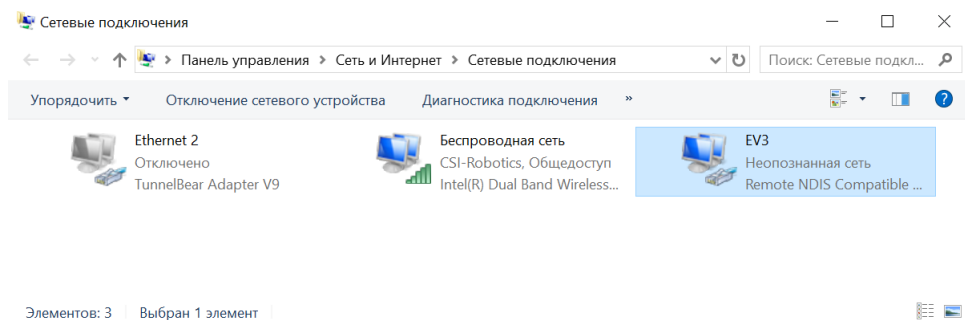 Сетевые подключения
Панель управления > Сеть и Интернет > Сетевые подключения
Поиск: Сетевые подкл...
Упорядочить Отключение сетевого устройства Диагностика подключения »
Ethernet 2
Отключено
TunnelBear Adapter V9
Беспроводная сеть
CSI-Robotics, Общедоступ
Intel(R) Dual Band Wireless...
EV3
Неопознанная сеть
Remote NDIS Compatible ...
Элементов: 3 Выбран 1 элемент